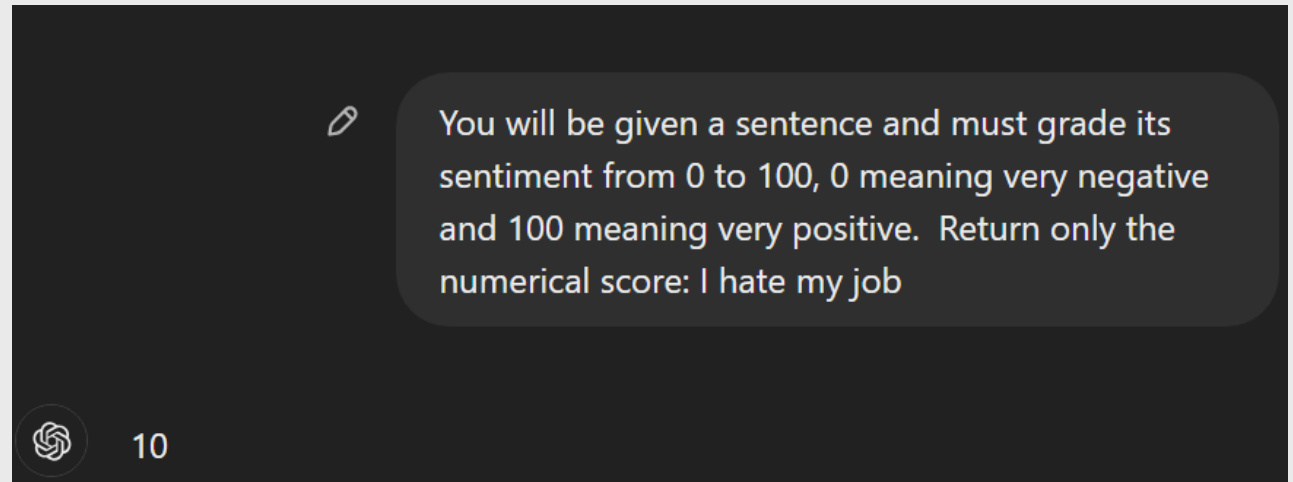 You will be given a sentence and must grade its
sentiment from 0 to 100, 0 meaning very negative
and 100 meaning very positive.  Return only the
numerical score: I hate my job
10